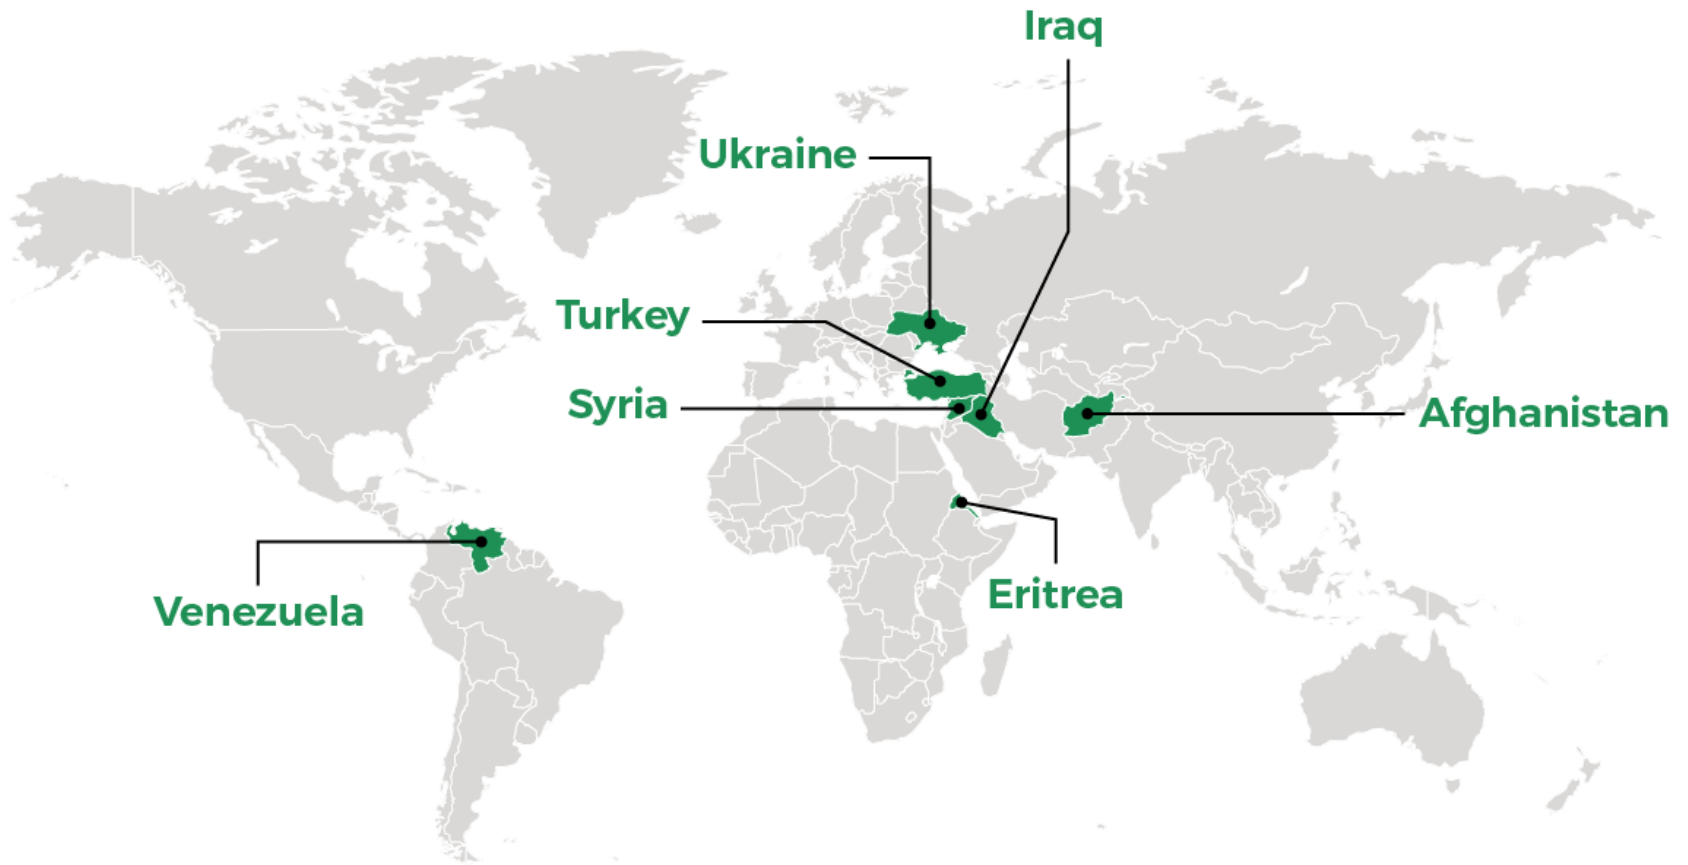 Iraq
Ukraine
Turkey
Syria
Afghanistan
Eritrea
Venezuela